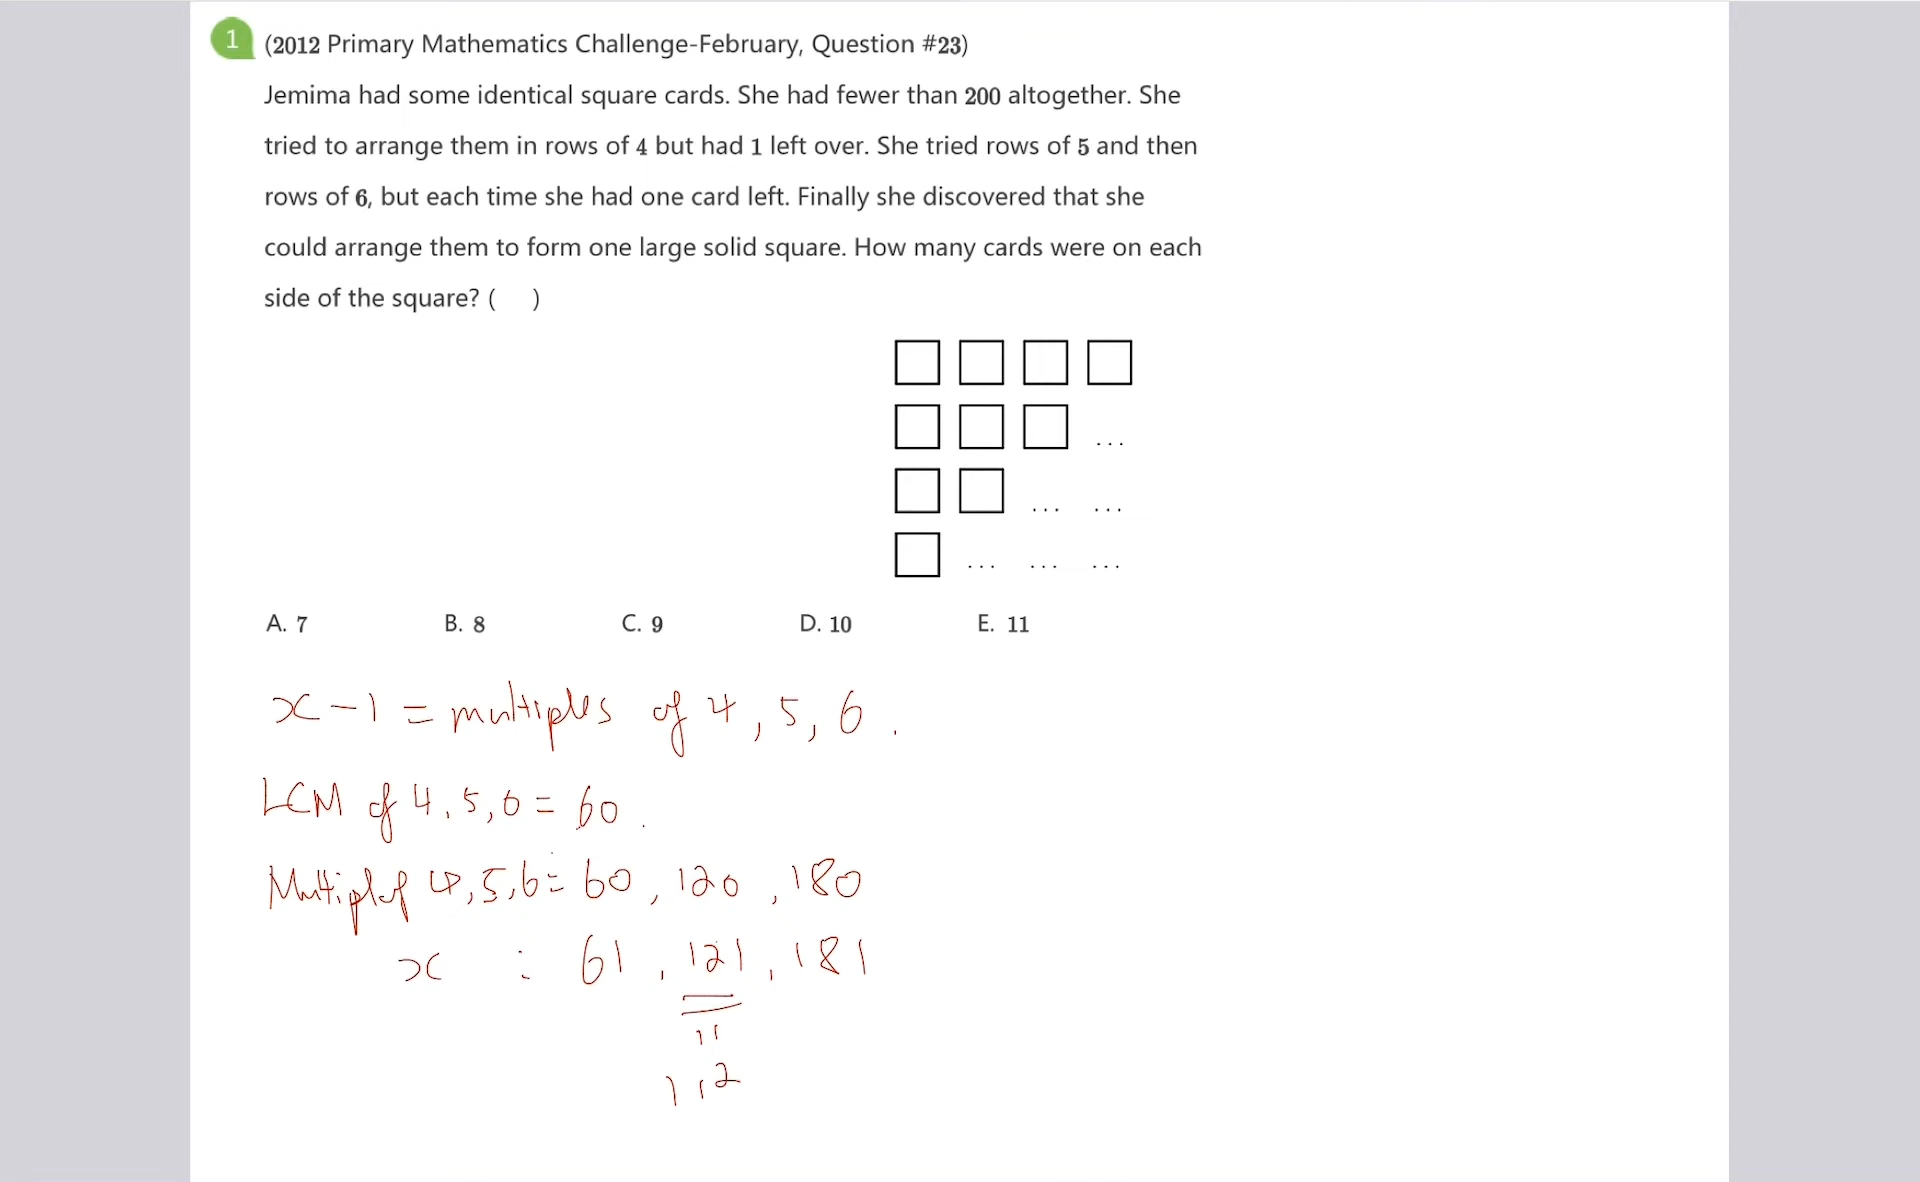 1
(2012 Primary Mathematics Challenge-February, Question #23)
Jemima had some identical square cards. She had fewer than 200 altogether. She
tried to arrange them in rows of 4 but had 1 left over. She tried rows of 5 and then
rows of 6, but each time she had one card left. Finally she discovered that she
could arrange them to form one large solid square. How many cards were on each
side of the square? (    )
...
... ...
... ... ...
A. 7 B. 8 C. 9 D. 10 E. 11
x - 1 = multiples of 4, 5, 6.
LCM of 4, 5, 6 = 60.
Multiple of 4, 5, 6 = 60, 120, 180
x : 61, 121, 181
11²